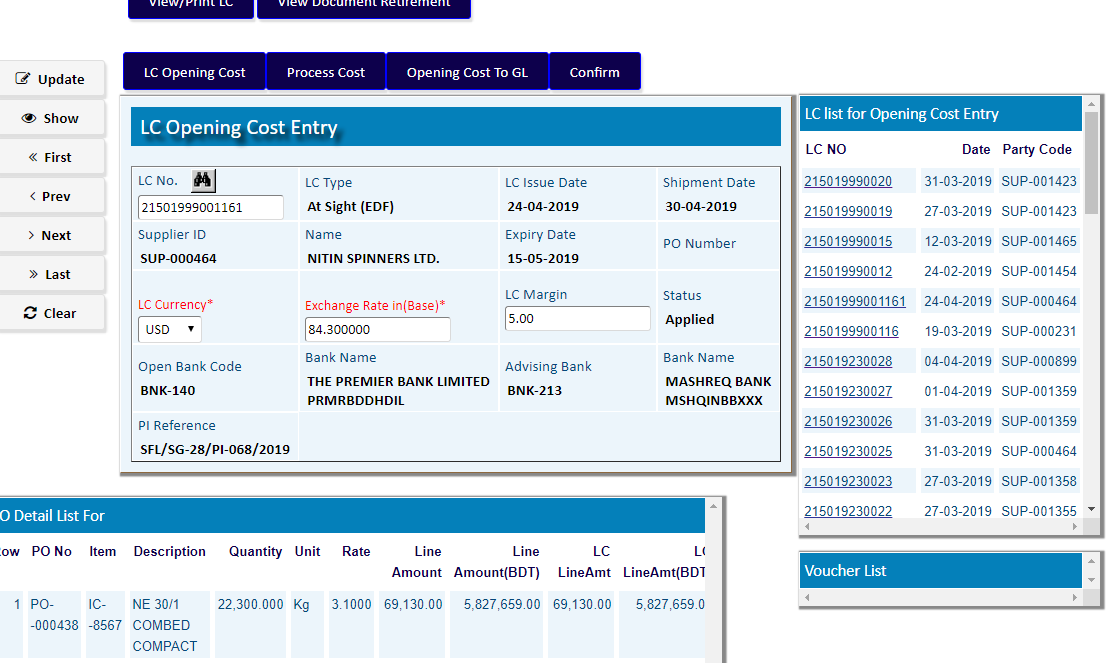 View/Print LC View Document Retirement
LC Opening Cost Process Cost Opening Cost To GL Confirm
Update
Show
First
Prev
Next
Last
Clear
LC Opening Cost Entry
LC No. LC Type LC Issue Date Shipment Date
21501999001161 At Sight (EDF) 24-04-2019 30-04-2019
Supplier ID Name Expiry Date PO Number
SUP-000464 NITIN SPINNERS LTD. 15-05-2019
LC Currency* Exchange Rate in(Base)* LC Margin Status
USD 84.300000 5.00 Applied
Open Bank Code Bank Name Advising Bank Bank Name
BNK-140 THE PREMIER BANK LIMITED BNK-213 MASHREQ BANK
PRMRBDDHDIL MSHQINBBXXX
PI Reference
SFL/SG-28/PI-068/2019
LC list for Opening Cost Entry
LC NO Date Party Code
215019990020 31-03-2019 SUP-001423
215019990019 27-03-2019 SUP-001423
215019990015 12-03-2019 SUP-001465
215019990012 24-02-2019 SUP-001454
21501999001161 24-04-2019 SUP-000464
2150199900116 19-03-2019 SUP-000231
215019230028 04-04-2019 SUP-000899
215019230027 01-04-2019 SUP-001359
215019230026 31-03-2019 SUP-001359
215019230025 31-03-2019 SUP-000464
215019230023 27-03-2019 SUP-001358
215019230022 27-03-2019 SUP-001355
Voucher List
O Detail List For
ow PO No Item Description Quantity Unit Rate Line Line LC LC
Amount Amount(BDT) LineAmt LineAmt(BDT
1 PO- IC- NE 30/1 22,300.000 Kg 3.1000 69,130.00 5,827,659.00 69,130.00 5,827,659.0
-000438 -8567 COMBED
COMPACT